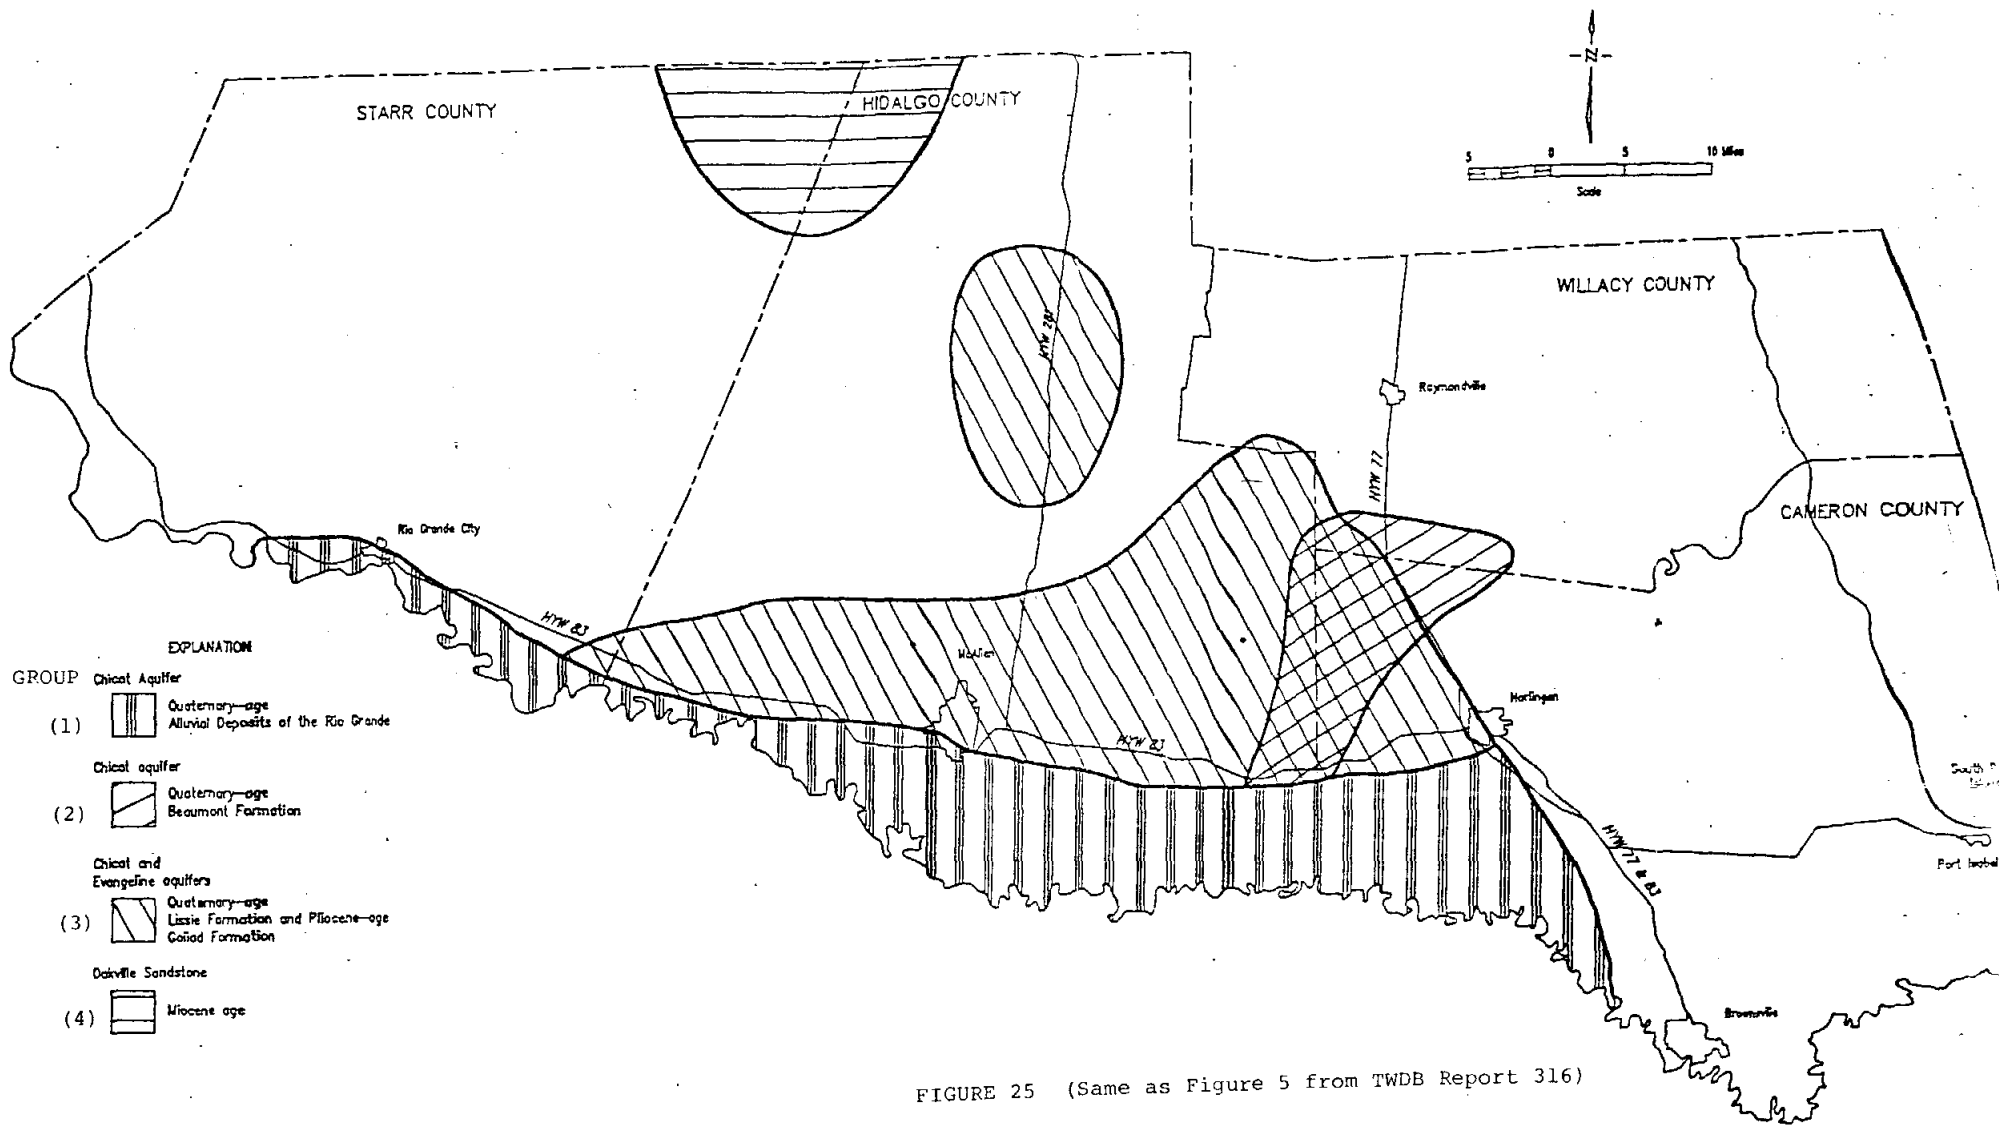 N
STARR COUNTY
HIDALGO COUNTY
5 0 5 10 Miles
Scale
WILLACY COUNTY
HYW 281
Raymondville
HYW 77
CAMERON COUNTY
Rio Grande City
HYW 83
McAllen
Harlingen
HYW 83
South P
HYW 77 & 83
Port Isabel
Brownsville
EXPLANATION
GROUP Chicot Aquifer
(1) Quaternary-age
Alluvial Deposits of the Rio Grande
Chicot aquifer
(2) Quaternary-age
Beaumont Formation
Chicot and
Evangeline aquifers
(3) Quaternary-age
Lissie Formation and Pliocene-age
Goliad Formation
Oakville Sandstone
(4) Miocene age
FIGURE 25 (Same as Figure 5 from TWDB Report 316)